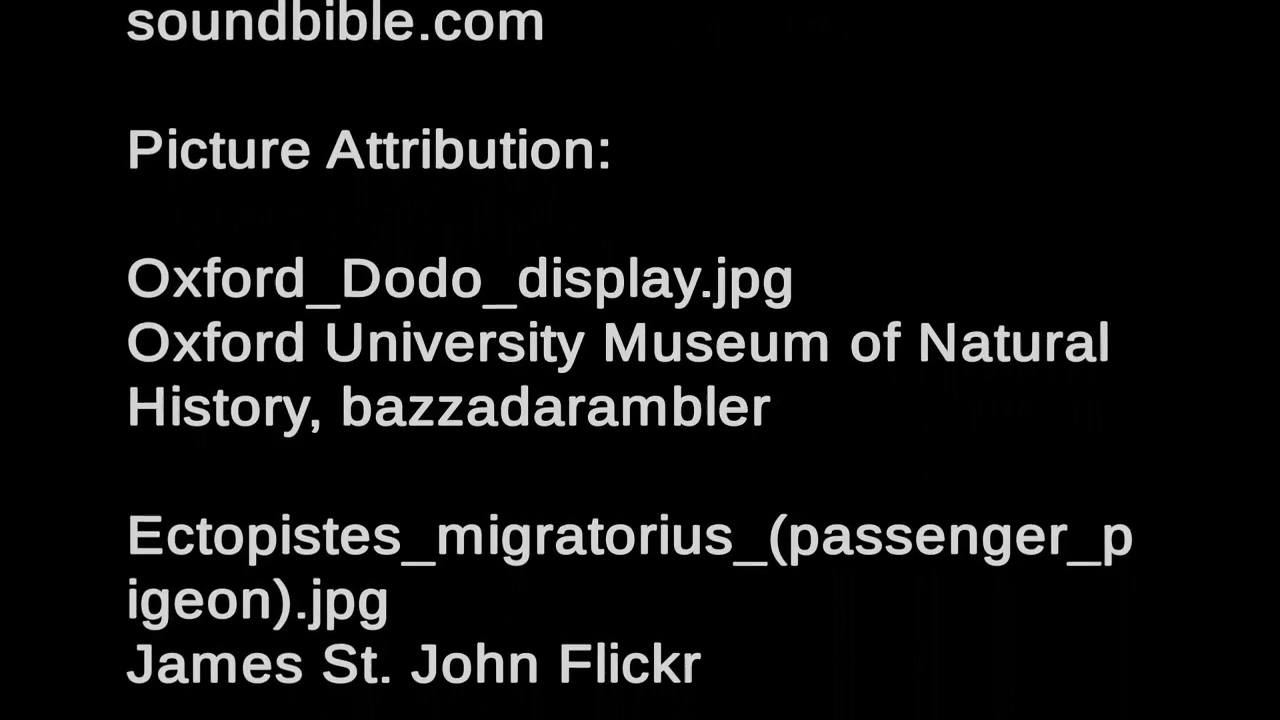 soundbible.com
Picture Attribution:
Oxford_Dodo_display.jpg
Oxford University Museum of Natural
History, bazzadarambler
Ectopistes_migratorius_(passenger_p
igeon).jpg
James St. John Flickr